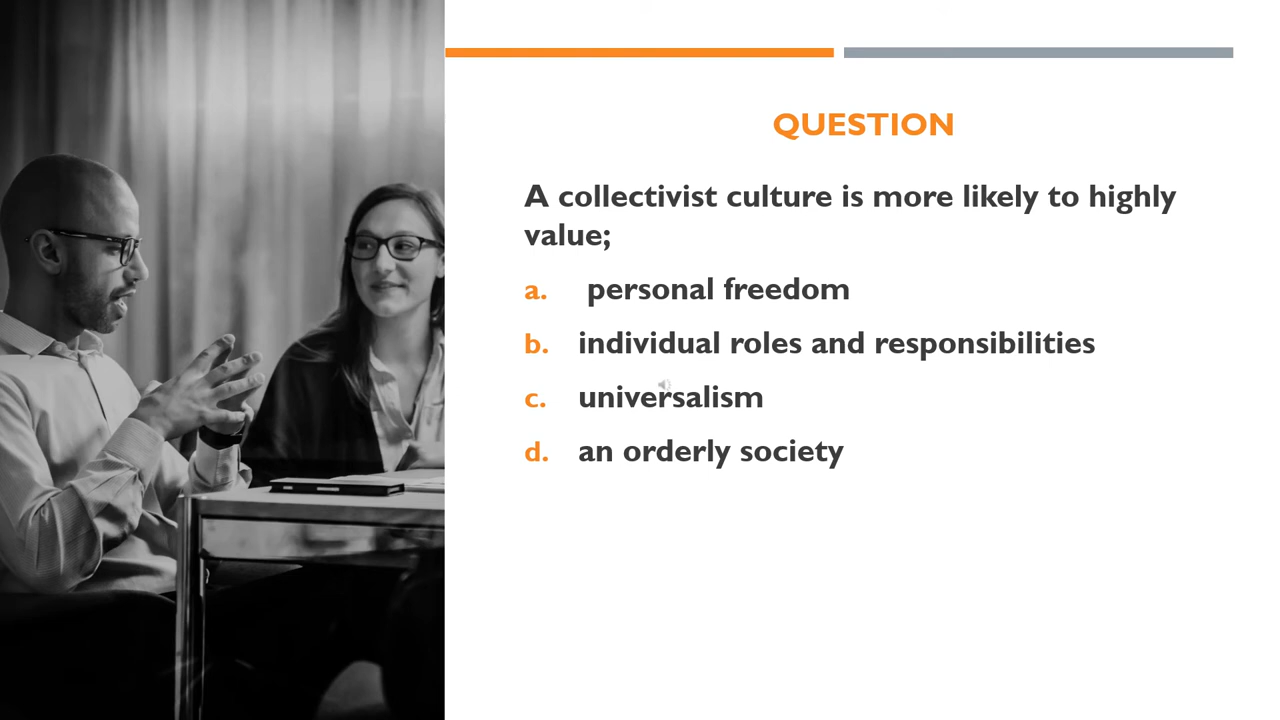 QUESTION
A collectivist culture is more likely to highly
value;
a. personal freedom
b. individual roles and responsibilities
c. universalism
d. an orderly society